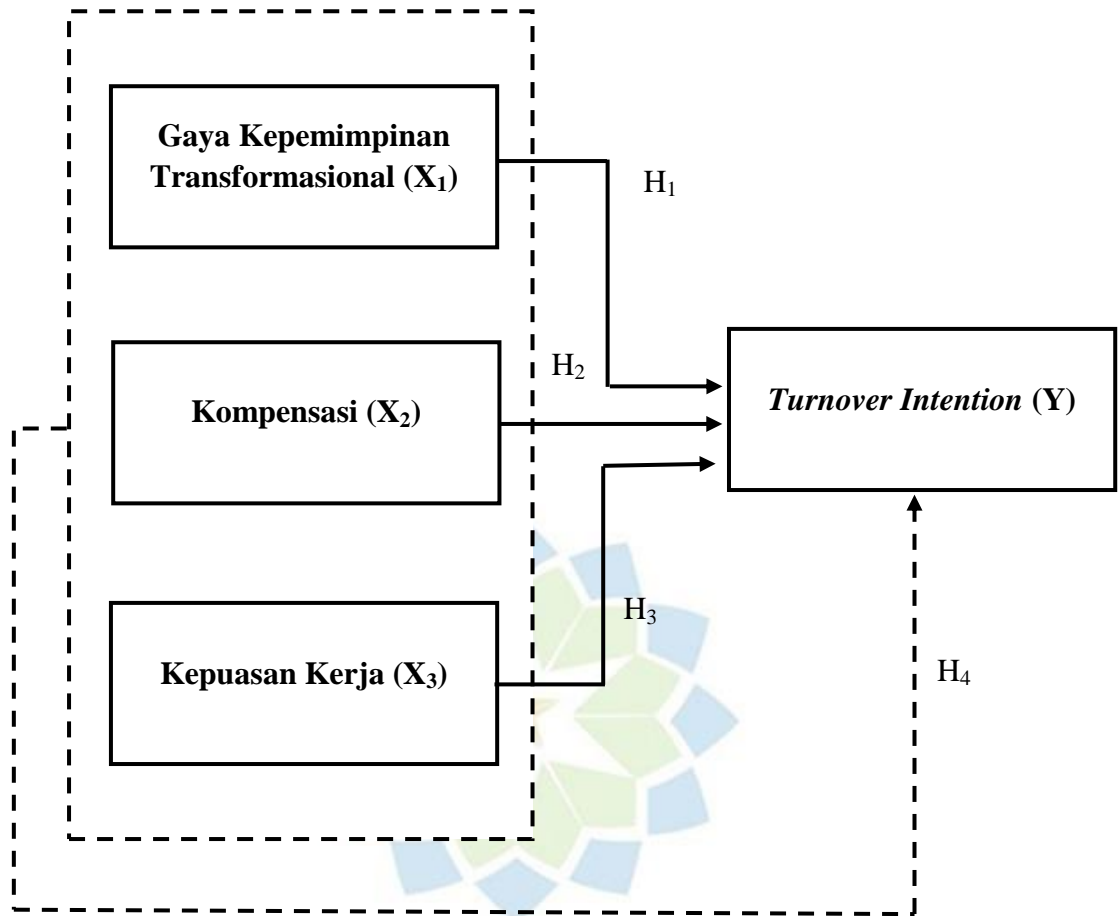 Gaya Kepemimpinan
Transformasional (X₁)
H₁
H₂
Kompensasi (X₂)
Turnover Intention (Y)
H₃
Kepuasan Kerja (X₃)
H₄